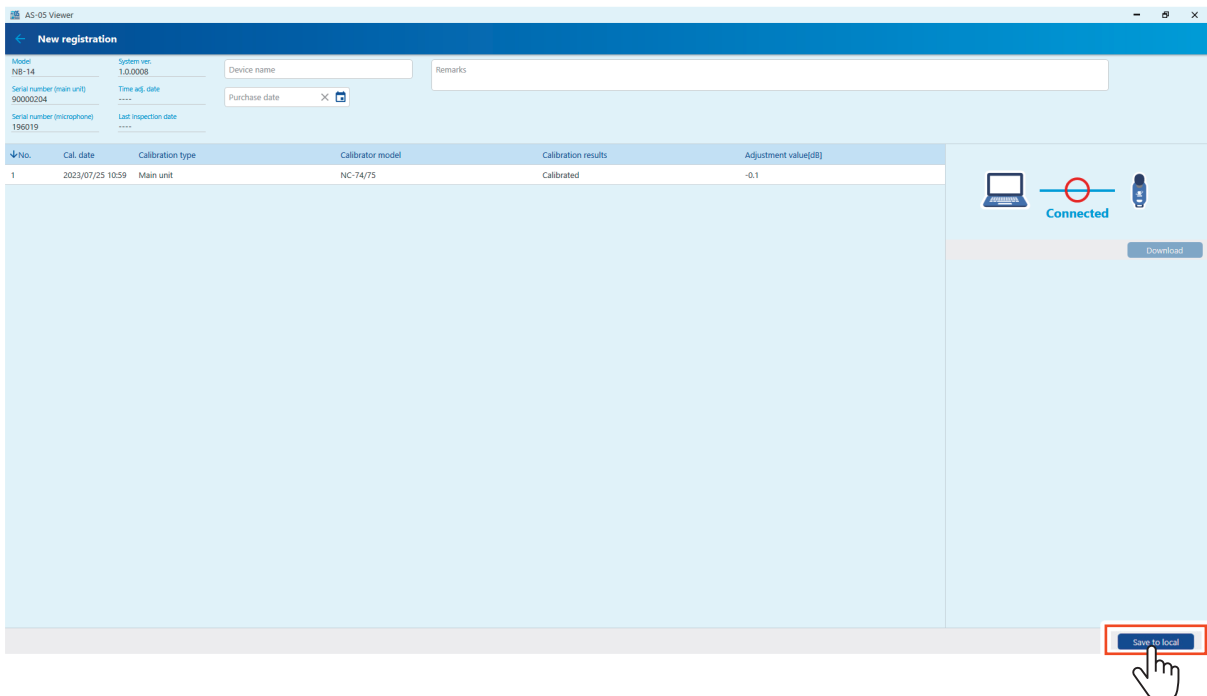 AS-05 Viewer
New registration
Model
NB-14
System ver.
1.0.0008
Device name
Remarks
Serial number (main unit)
90000204
Time adj. date
----
Purchase date
Serial number (microphone)
196019
Last inspection date
----
No. Cal. date Calibration type Calibrator model Calibration results Adjustment value[dB]
1 2023/07/25 10:59 Main unit NC-74/75 Calibrated -0.1
Connected
Download
Save to local